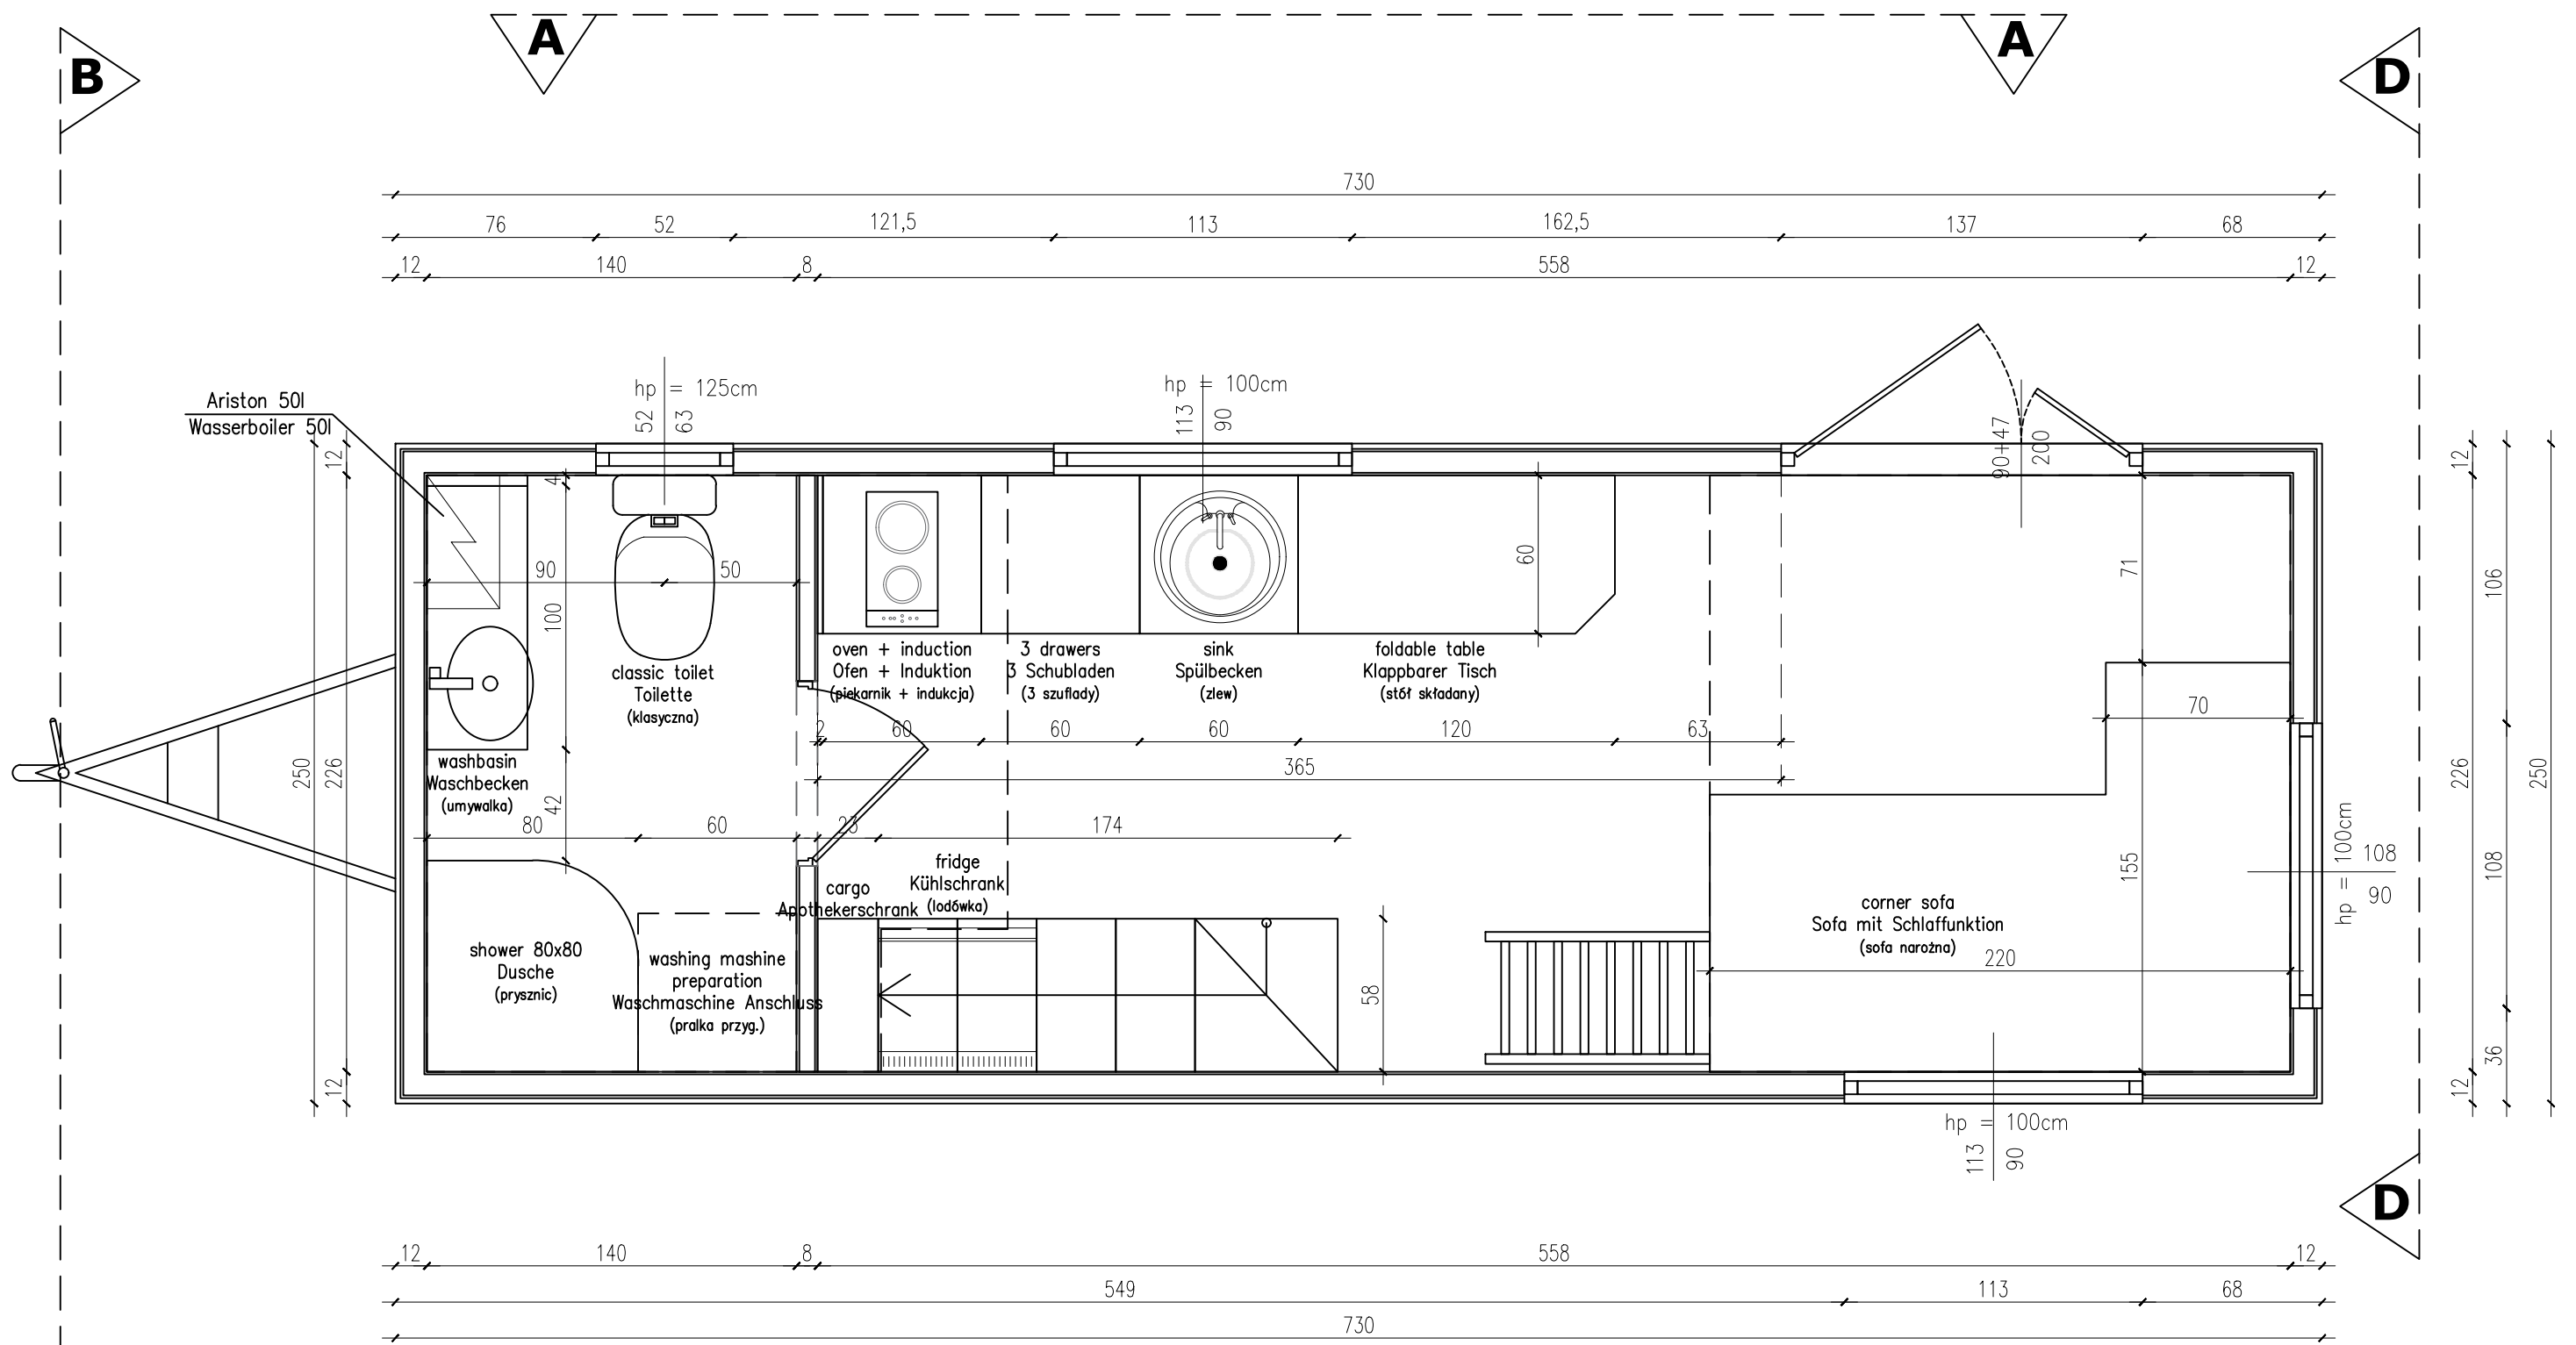 A
A
B
D
730
76
52
121,5
113
162,5
137
68
12
140
8
558
12
Ariston 50l
Wasserboiler 50l
hp = 125cm
52
63
hp = 100cm
113
90
90+47
200
12
250
226
12
4
90
50
100
42
classic toilet
Toilette
(klasyczna)
washbasin
Waschbecken
(umywalka)
80
60
shower 80x80
Dusche
(prysznic)
washing mashine
preparation
Waschmaschine Anschluss
(pralka przyg.)
oven + induction
Ofen + Induktion
(piekarnik + indukcja)
3 drawers
3 Schubladen
(3 szuflady)
sink
Spülbecken
(zlew)
foldable table
Klappbarer Tisch
(stół składany)
60
2
60
60
60
120
63
365
23
174
cargo
Apothekerschrank
fridge
Kühlschrank
(lodówka)
58
71
70
155
corner sofa
Sofa mit Schlaffunktion
(sofa narożna)
220
hp = 100cm
108
90
12
226
12
106
108
36
250
hp = 100cm
113
90
D
12
140
8
558
12
549
113
68
730